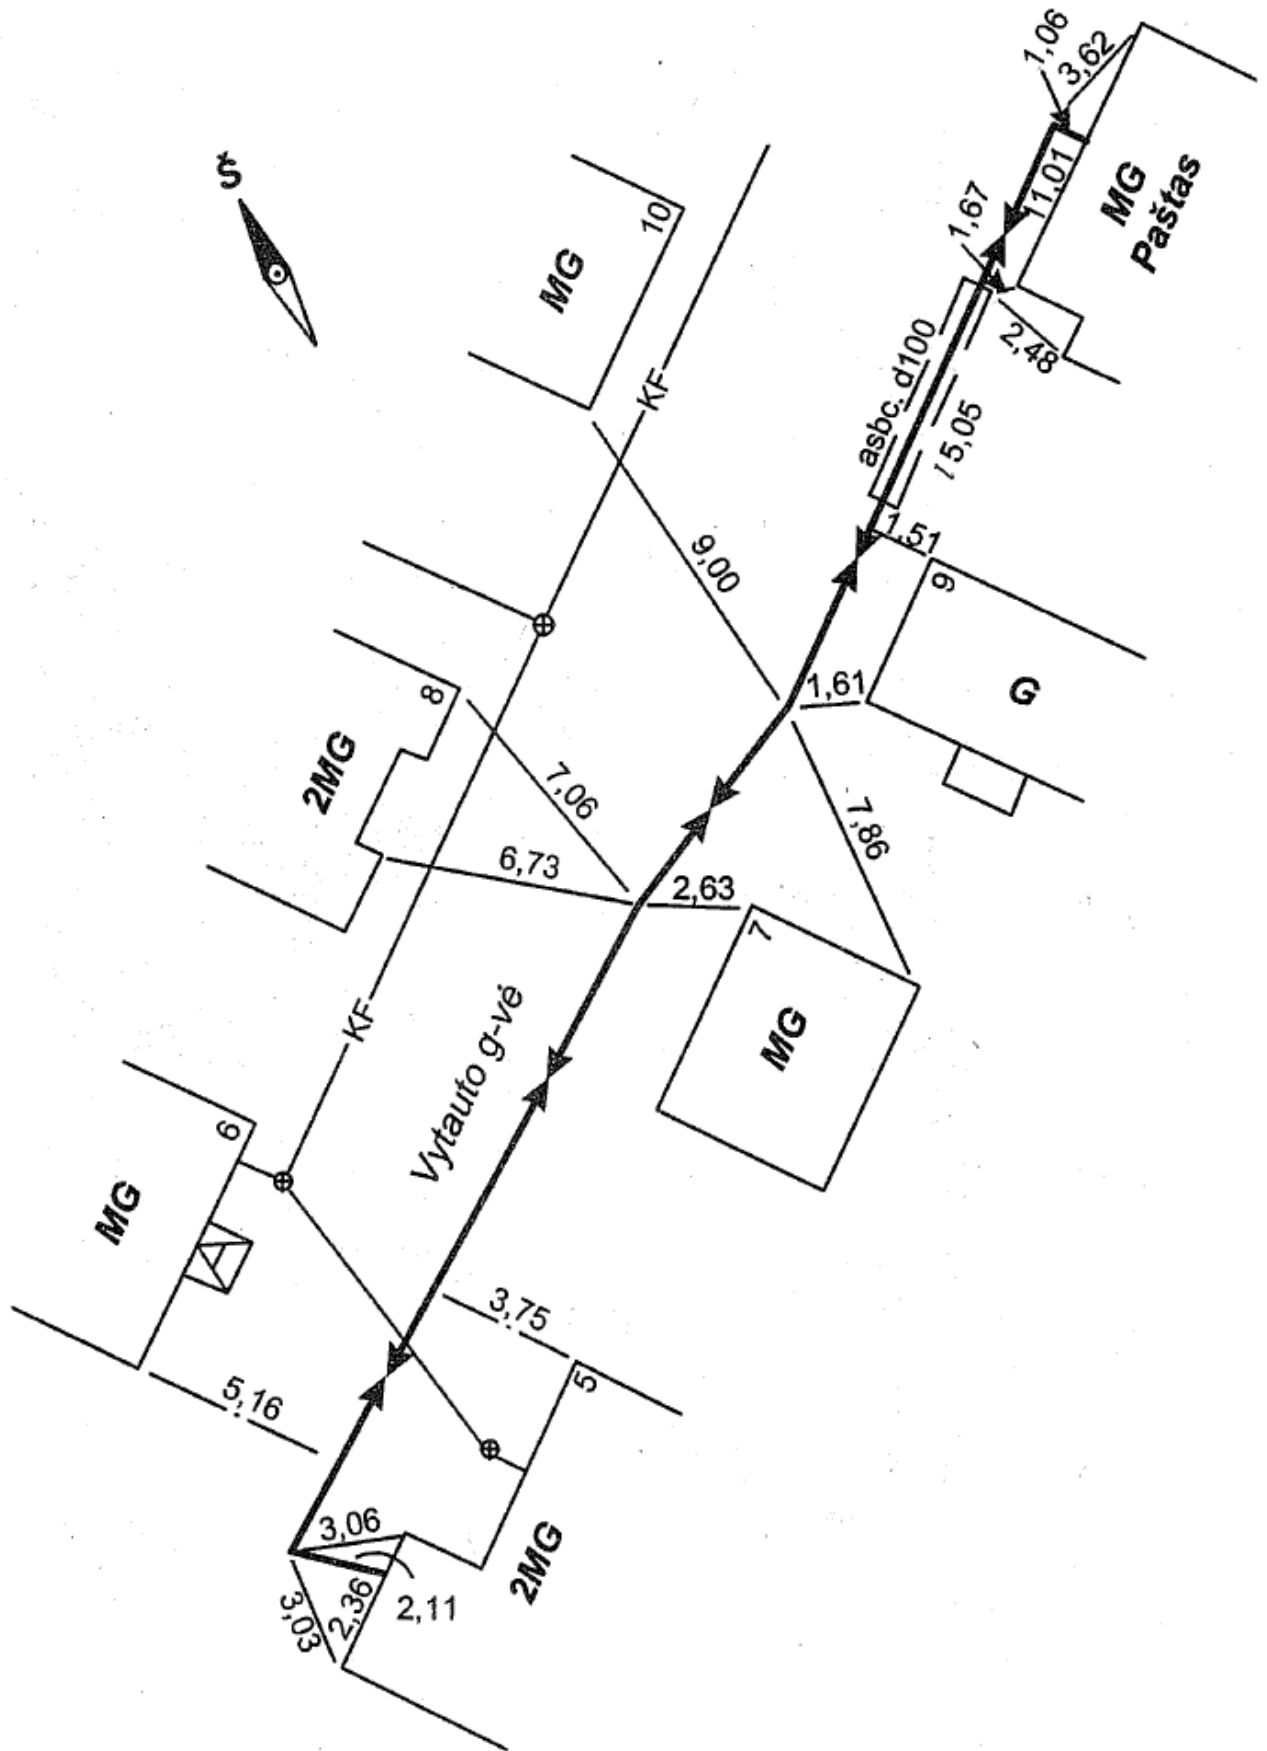 1,06
3,62
Š
10
MG
1,67
11,01
MG
Paštas
KF
asbc. d100
2,48
l 5,05
9,00
1,51
9
8
1,61
G
2MG
7,06
6,73
2,63
7,86
7
MG
KF
Vytauto g-vė
6
MG
A
3,75
5
5,16
3,06
2MG
3,03
2,36
2,11